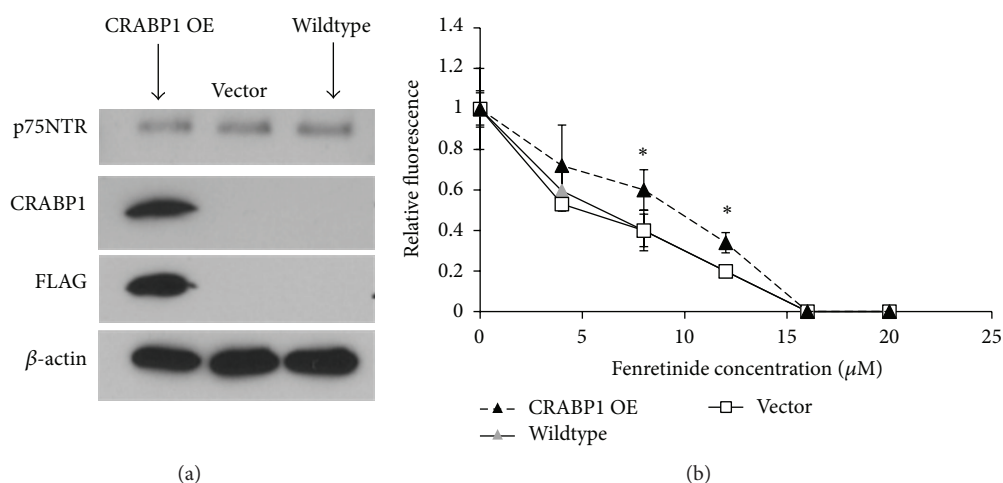 CRABP1 OE
Wildtype
Vector
p75NTR
CRABP1
FLAG
β-actin
(a)
1.4
1.2
1
0.8
0.6
0.4
0.2
0
Relative fluorescence
*
*
0
5
10
15
20
25
Fenretinide concentration (μM)
CRABP1 OE
Vector
Wildtype
(b)